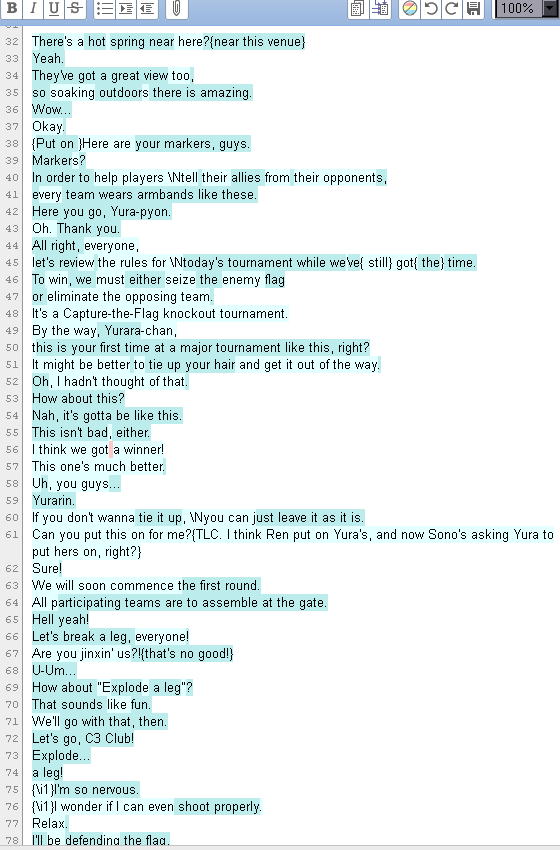 B I U S
100%
32 There's a hot spring near here?{near this venue}
33 Yeah.
34 They've got a great view too,
35 so soaking outdoors there is amazing.
36 Wow...
37 Okay.
38 {Put on }Here are your markers, guys.
39 Markers?
40 In order to help players \Ntell their allies from their opponents,
41 every team wears armbands like these.
42 Here you go, Yura-pyon.
43 Oh. Thank you.
44 All right, everyone,
45 let's review the rules for \Ntoday's tournament while we've{ still} got{ the} time.
46 To win, we must either seize the enemy flag
47 or eliminate the opposing team.
48 It's a Capture-the-Flag knockout tournament.
49 By the way, Yurara-chan,
50 this is your first time at a major tournament like this, right?
51 It might be better to tie up your hair and get it out of the way.
52 Oh, I hadn't thought of that.
53 How about this?
54 Nah, it's gotta be like this.
55 This isn't bad, either.
56 I think we got a winner!
57 This one's much better.
58 Uh, you guys...
59 Yurarin.
60 If you don't wanna tie it up, \Nyou can just leave it as it is.
61 Can you put this on for me?{TLC. I think Ren put on Yura's, and now Sono's asking Yura to
put hers on, right?}
62 Sure!
63 We will soon commence the first round.
64 All participating teams are to assemble at the gate.
65 Hell yeah!
66 Let's break a leg, everyone!
67 Are you jinxin' us?!{that's no good!}
68 U-Um...
69 How about "Explode a leg"?
70 That sounds like fun.
71 We'll go with that, then.
72 Let's go, C3 Club!
73 Explode...
74 a leg!
75 {\i1}I'm so nervous.
76 {\i1}I wonder if I can even shoot properly.
77 Relax.
78 I'll be defending the flag.